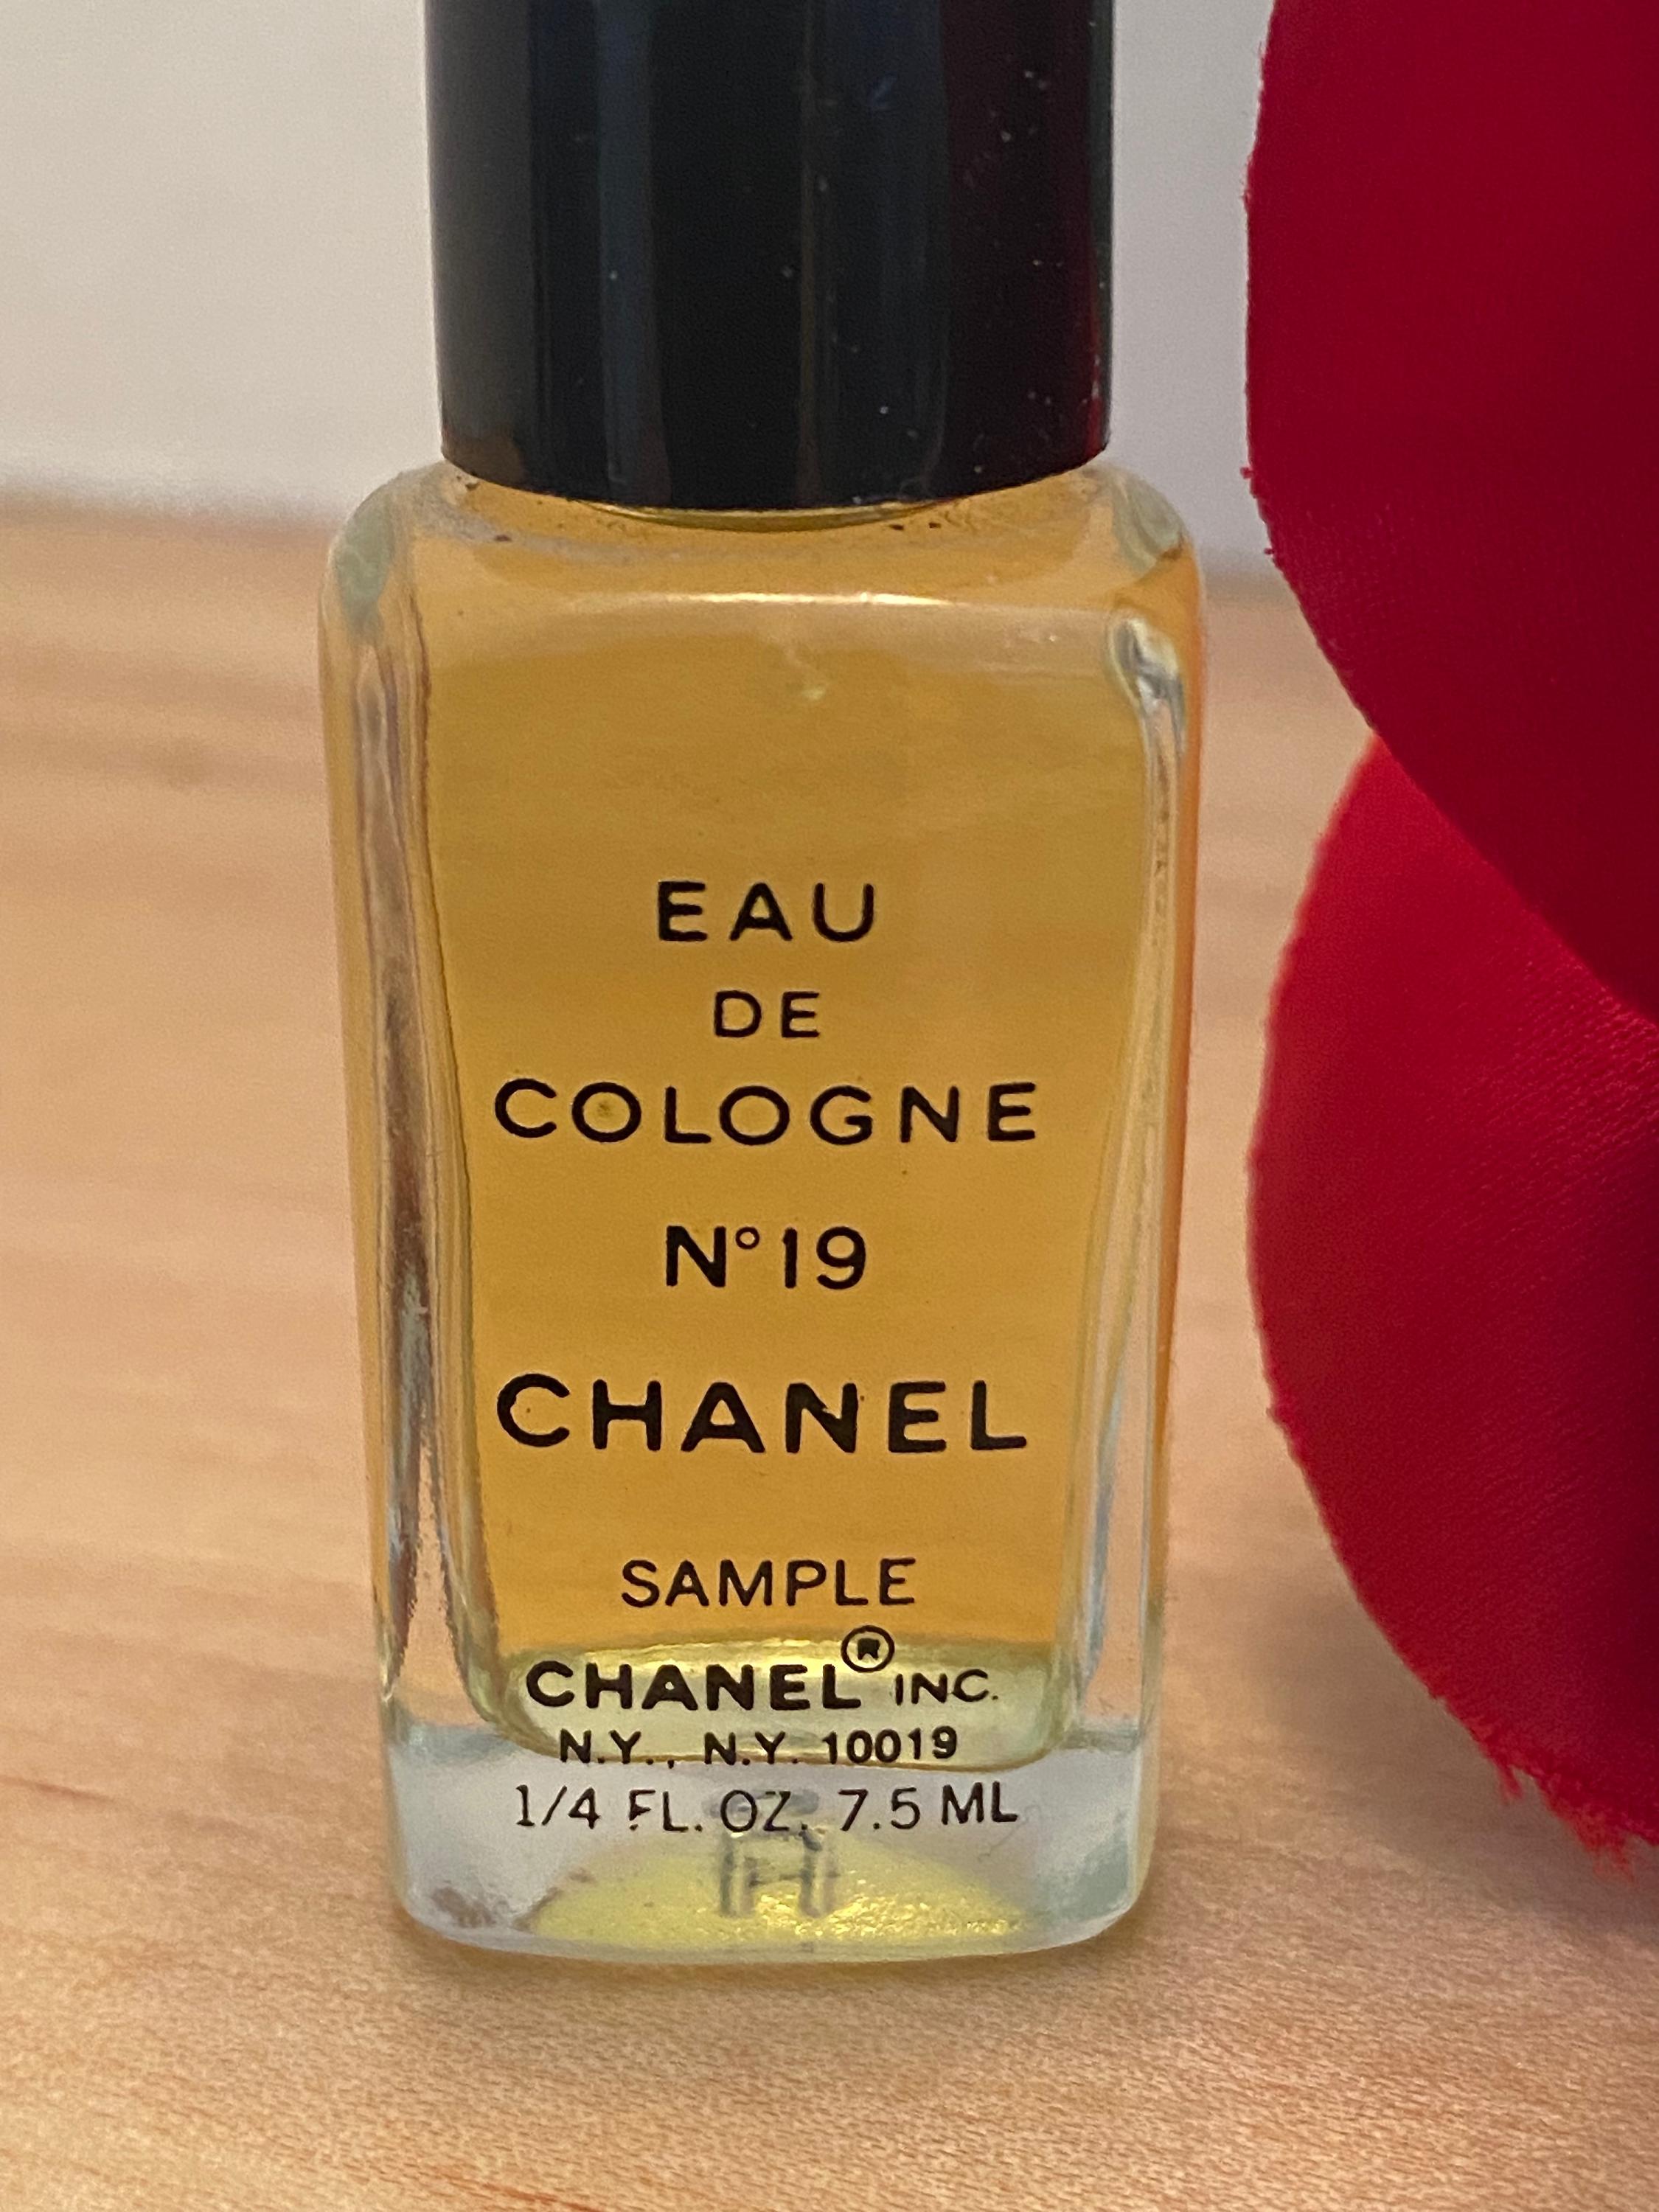 EAU
DE
COLOGNE
N°19
CHANEL
SAMPLE
CHANEL® INC.
N.Y., N.Y. 10019
1/4 FL. OZ. 7.5 ML